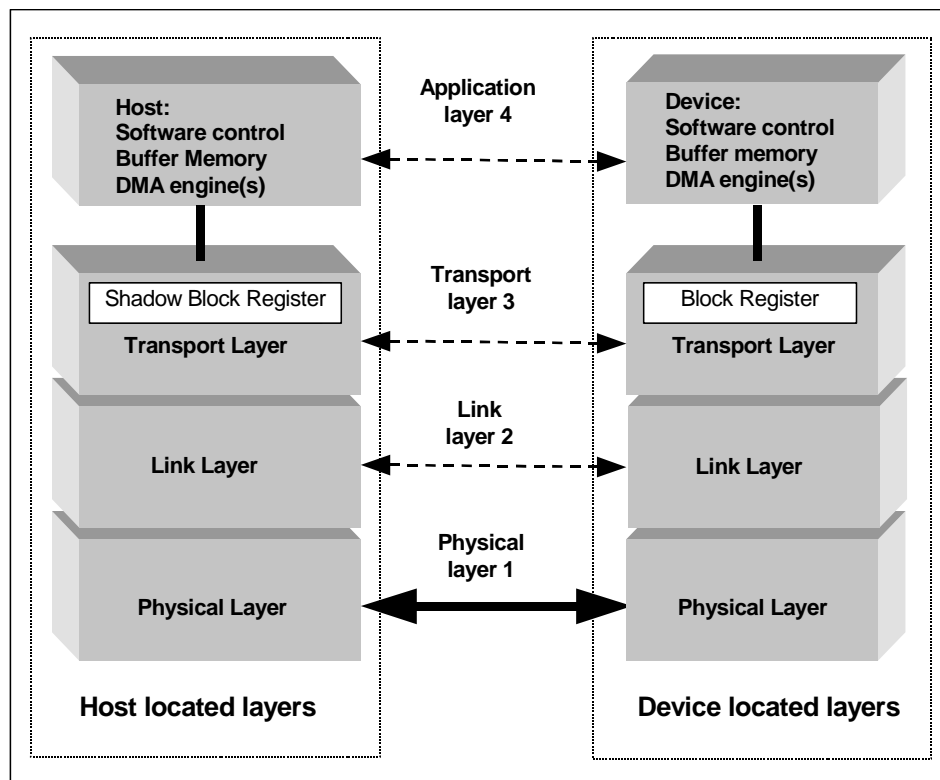 Host:
Software control
Buffer Memory
DMA engine(s)
Application
layer 4
Device:
Software control
Buffer memory
DMA engine(s)
Shadow Block Register
Transport Layer
Transport
layer 3
Block Register
Transport Layer
Link Layer
Link
layer 2
Link Layer
Physical Layer
Physical
layer 1
Physical Layer
Host located layers
Device located layers